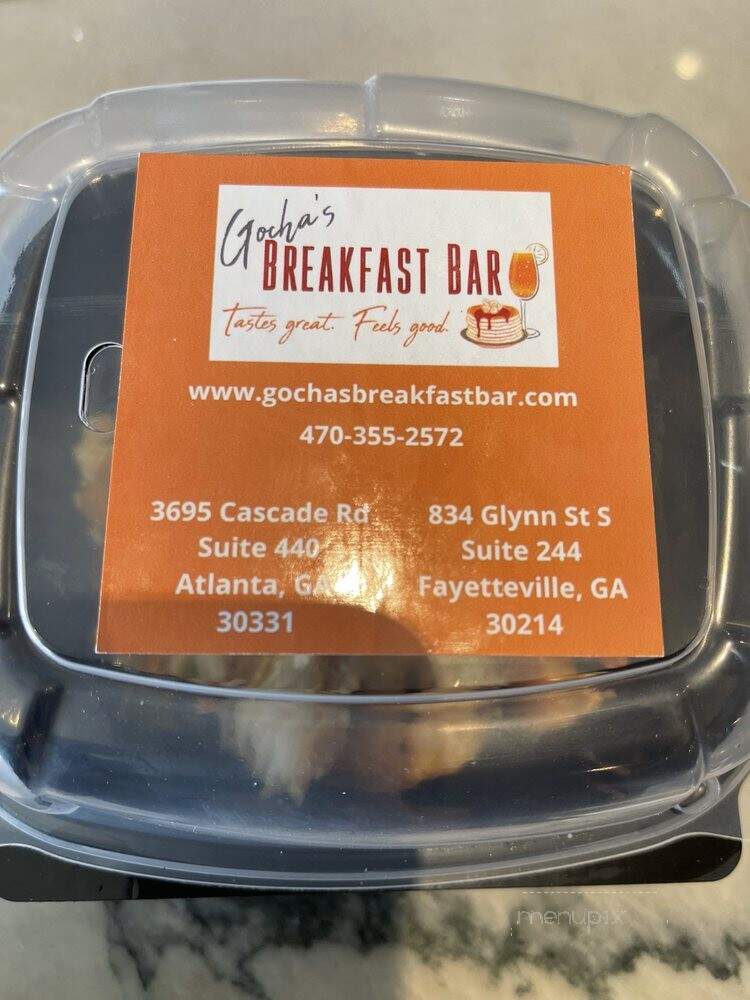 Gocha's
BREAKFAST BAR
Tastes great. Feels good.
www.gochasbreakfastbar.com
470-355-2572
3695 Cascade Rd
Suite 440
Atlanta, GA
30331
834 Glynn St S
Suite 244
Fayetteville, GA
30214
menupix